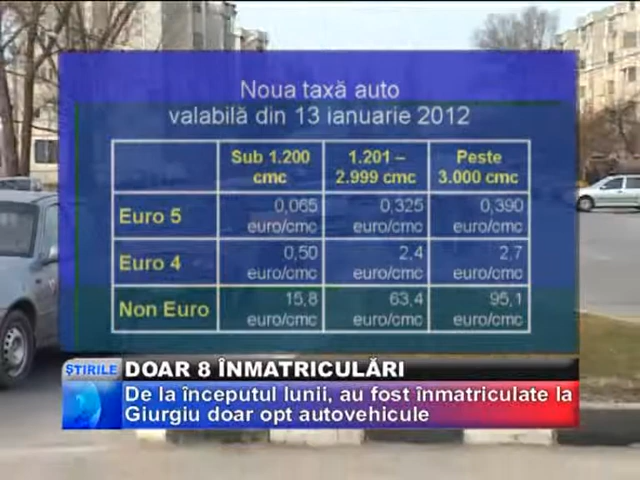 Noua taxă auto
valabilă din 13 ianuarie 2012
Sub 1.200 cmc
1.201 – 2.999 cmc
Peste 3.000 cmc
Euro 5
0,065 euro/cmc
0,325 euro/cmc
0,390 euro/cmc
Euro 4
0,50 euro/cmc
2,4 euro/cmc
2,7 euro/cmc
Non Euro
15,8 euro/cmc
63,4 euro/cmc
95,1 euro/cmc
ȘTIRILE
DOAR 8 ÎNMATRICULĂRI
De la începutul lunii, au fost înmatriculate la
Giurgiu doar opt autovehicule